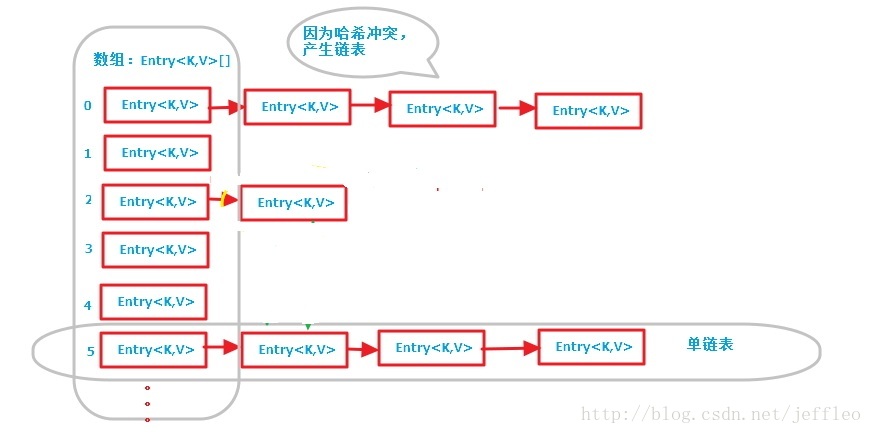 因为哈希冲突，
产生链表
数组：Entry<K,V>[]
0 Entry<K,V> Entry<K,V> Entry<K,V> Entry<K,V>
1 Entry<K,V>
2 Entry<K,V> Entry<K,V>
3 Entry<K,V>
4 Entry<K,V>
5 Entry<K,V> Entry<K,V> Entry<K,V> Entry<K,V> 单链表
http://blog.csdn.net/jeffleo